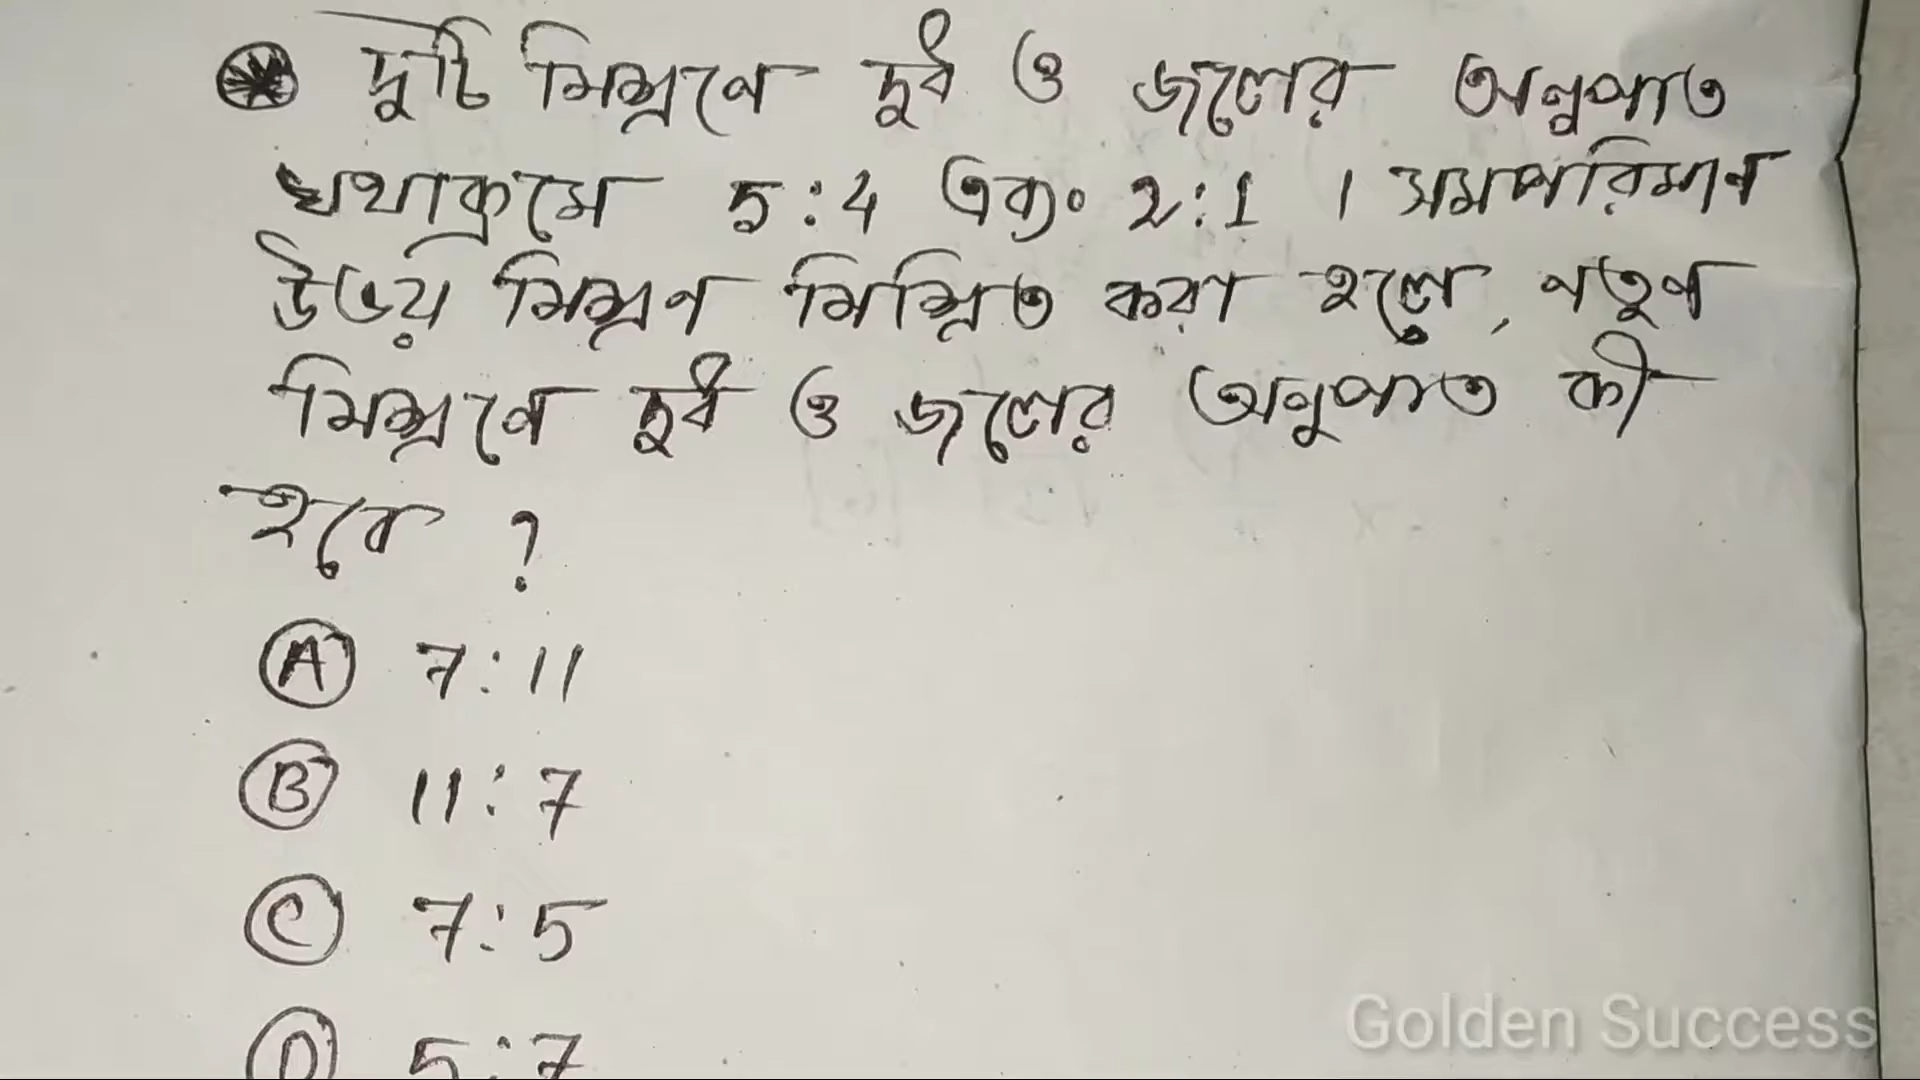 দুটি মিশ্রণে দুধ ও জলের অনুপাত
যথাক্রমে 5:4 এবং 2:1 । সমপরিমান
উভয় মিশ্রণ মিশ্রিত করা হলে, নতুন
মিশ্রণে দুধ ও জলের অনুপাত কী
হবে ?
A 7:11
B 11:7
C 7:5
D 5:7
Golden Success